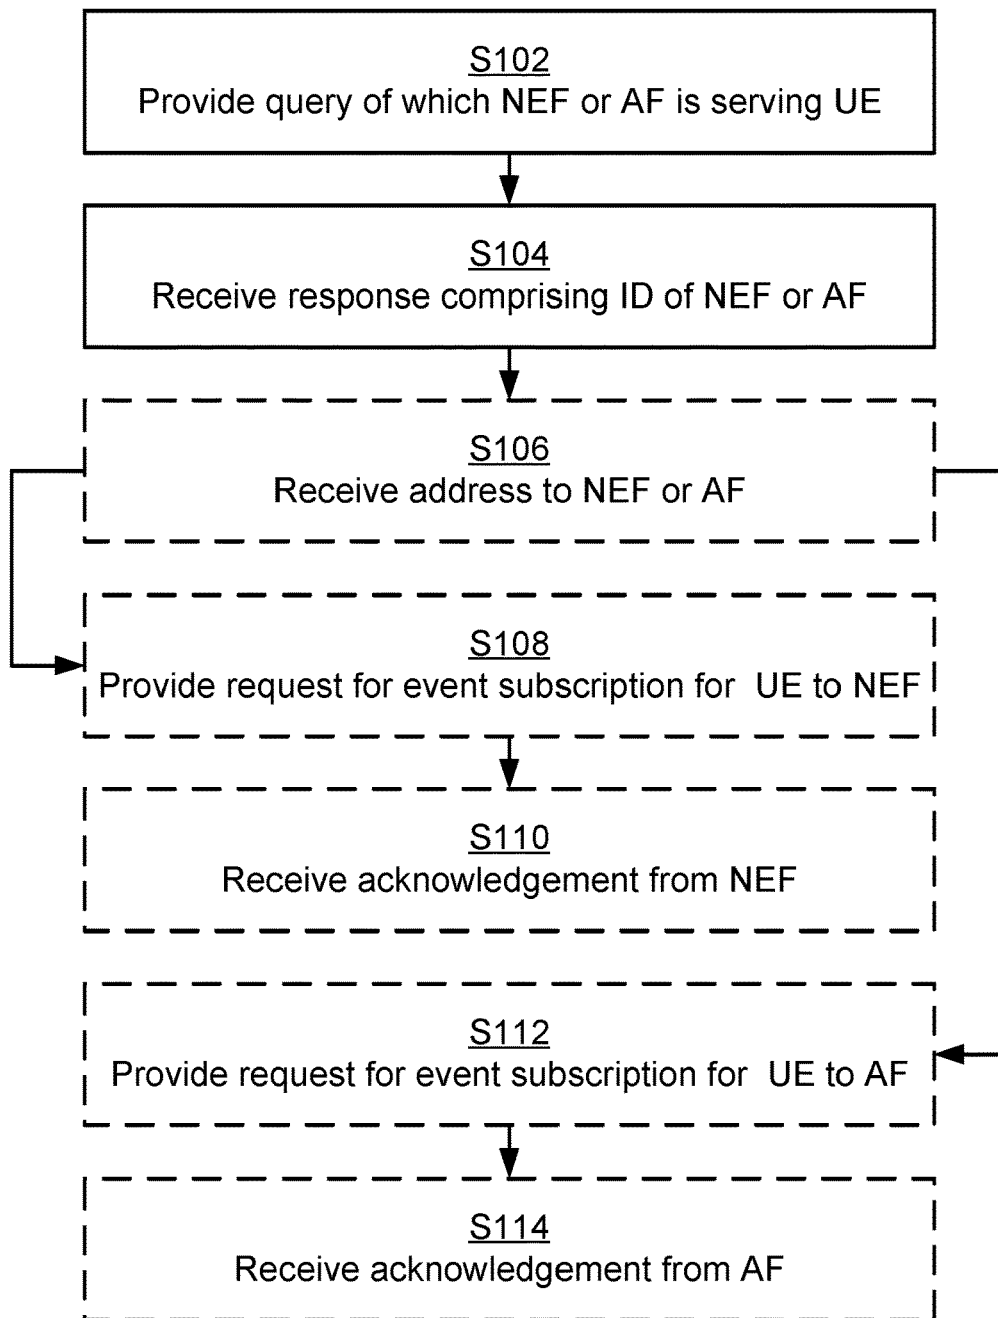 S102
Provide query of which NEF or AF is serving UE
S104
Receive response comprising ID of NEF or AF
S106
Receive address to NEF or AF
S108
Provide request for event subscription for UE to NEF
S110
Receive acknowledgement from NEF
S112
Provide request for event subscription for UE to AF
S114
Receive acknowledgement from AF